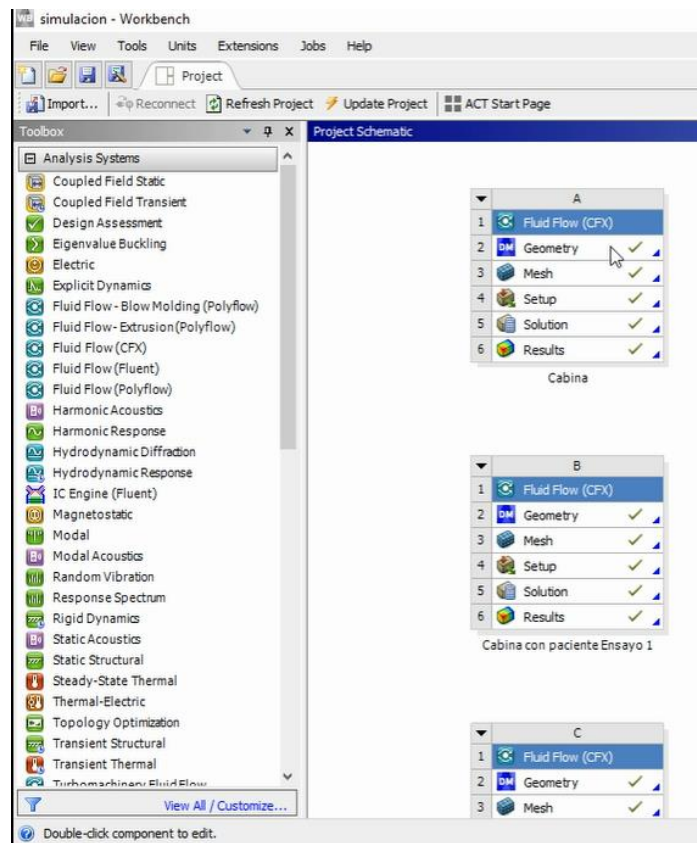 simulacion - Workbench
File View Tools Units Extensions Jobs Help
Project
Import... Reconnect Refresh Project Update Project ACT Start Page
Toolbox
Project Schematic
Analysis Systems
Coupled Field Static
Coupled Field Transient
Design Assessment
Eigenvalue Buckling
Electric
Explicit Dynamics
Fluid Flow - Blow Molding (Polyflow)
Fluid Flow - Extrusion (Polyflow)
Fluid Flow (CFX)
Fluid Flow (Fluent)
Fluid Flow (Polyflow)
Harmonic Acoustics
Harmonic Response
Hydrodynamic Diffraction
Hydrodynamic Response
IC Engine (Fluent)
Magnetostatic
Modal
Modal Acoustics
Random Vibration
Response Spectrum
Rigid Dynamics
Static Acoustics
Static Structural
Steady-State Thermal
Thermal-Electric
Topology Optimization
Transient Structural
Transient Thermal
Turbomachinery Fluid Flow
View All / Customize...
Double-click component to edit.
A
1 Fluid Flow (CFX)
2 DM Geometry
3 Mesh
4 Setup
5 Solution
6 Results
Cabina
B
1 Fluid Flow (CFX)
2 DM Geometry
3 Mesh
4 Setup
5 Solution
6 Results
Cabina con paciente Ensayo 1
C
1 Fluid Flow (CFX)
2 DM Geometry
3 Mesh